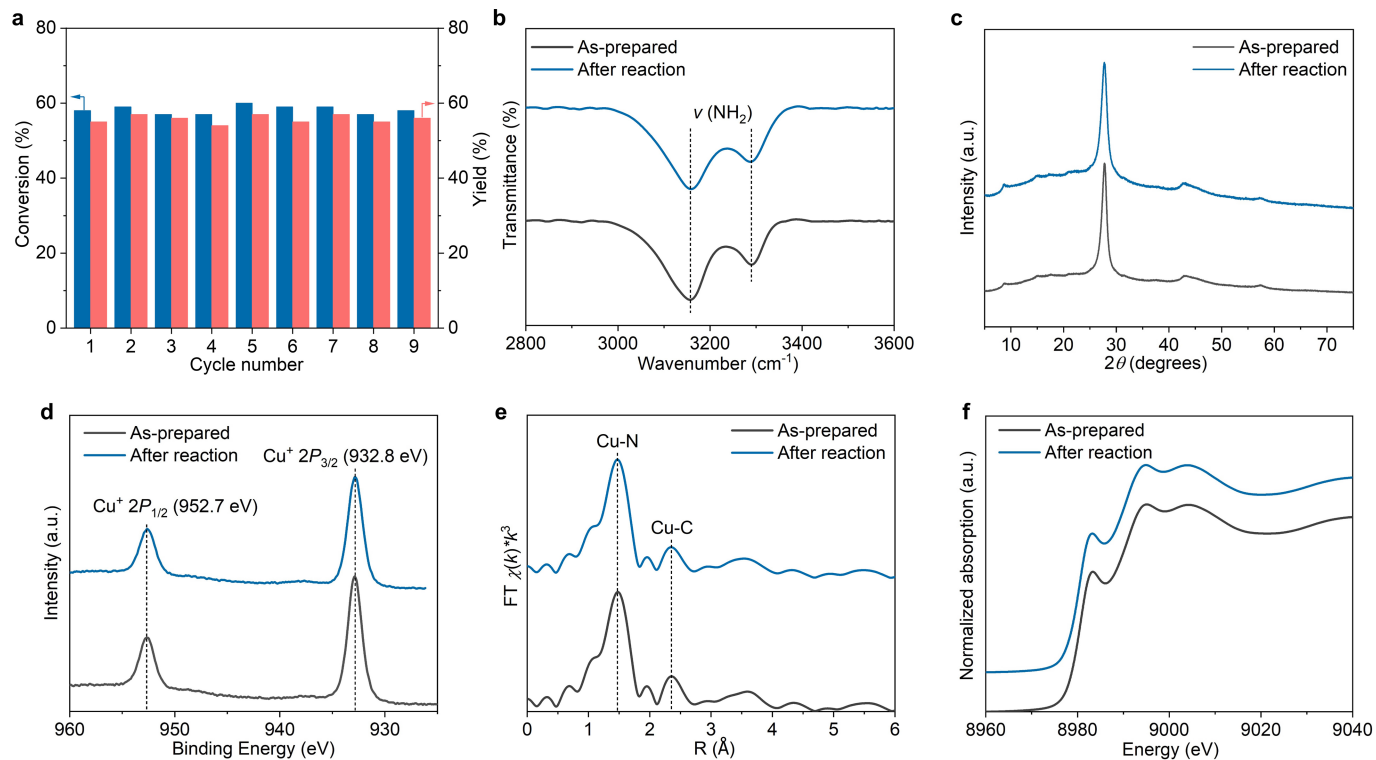 a
80
60
40
20
0
Conversion (%)
80
60
40
20
0
Yield (%)
1 2 3 4 5 6 7 8 9
Cycle number
b
As-prepared
After reaction
ν (NH₂)
Transmittance (%)
2800 3000 3200 3400 3600
Wavenumber (cm⁻¹)
c
As-prepared
After reaction
Intensity (a.u.)
10 20 30 40 50 60 70
2θ (degrees)
d
As-prepared
After reaction
Cu⁺ 2P₃/₂ (932.8 eV)
Cu⁺ 2P₁/₂ (952.7 eV)
Intensity (a.u.)
960 950 940 930
Binding Energy (eV)
e
As-prepared
After reaction
Cu-N
Cu-C
FT χ(k)*k³
0 1 2 3 4 5 6
R (Å)
f
As-prepared
After reaction
Normalized absorption (a.u.)
8960 8980 9000 9020 9040
Energy (eV)